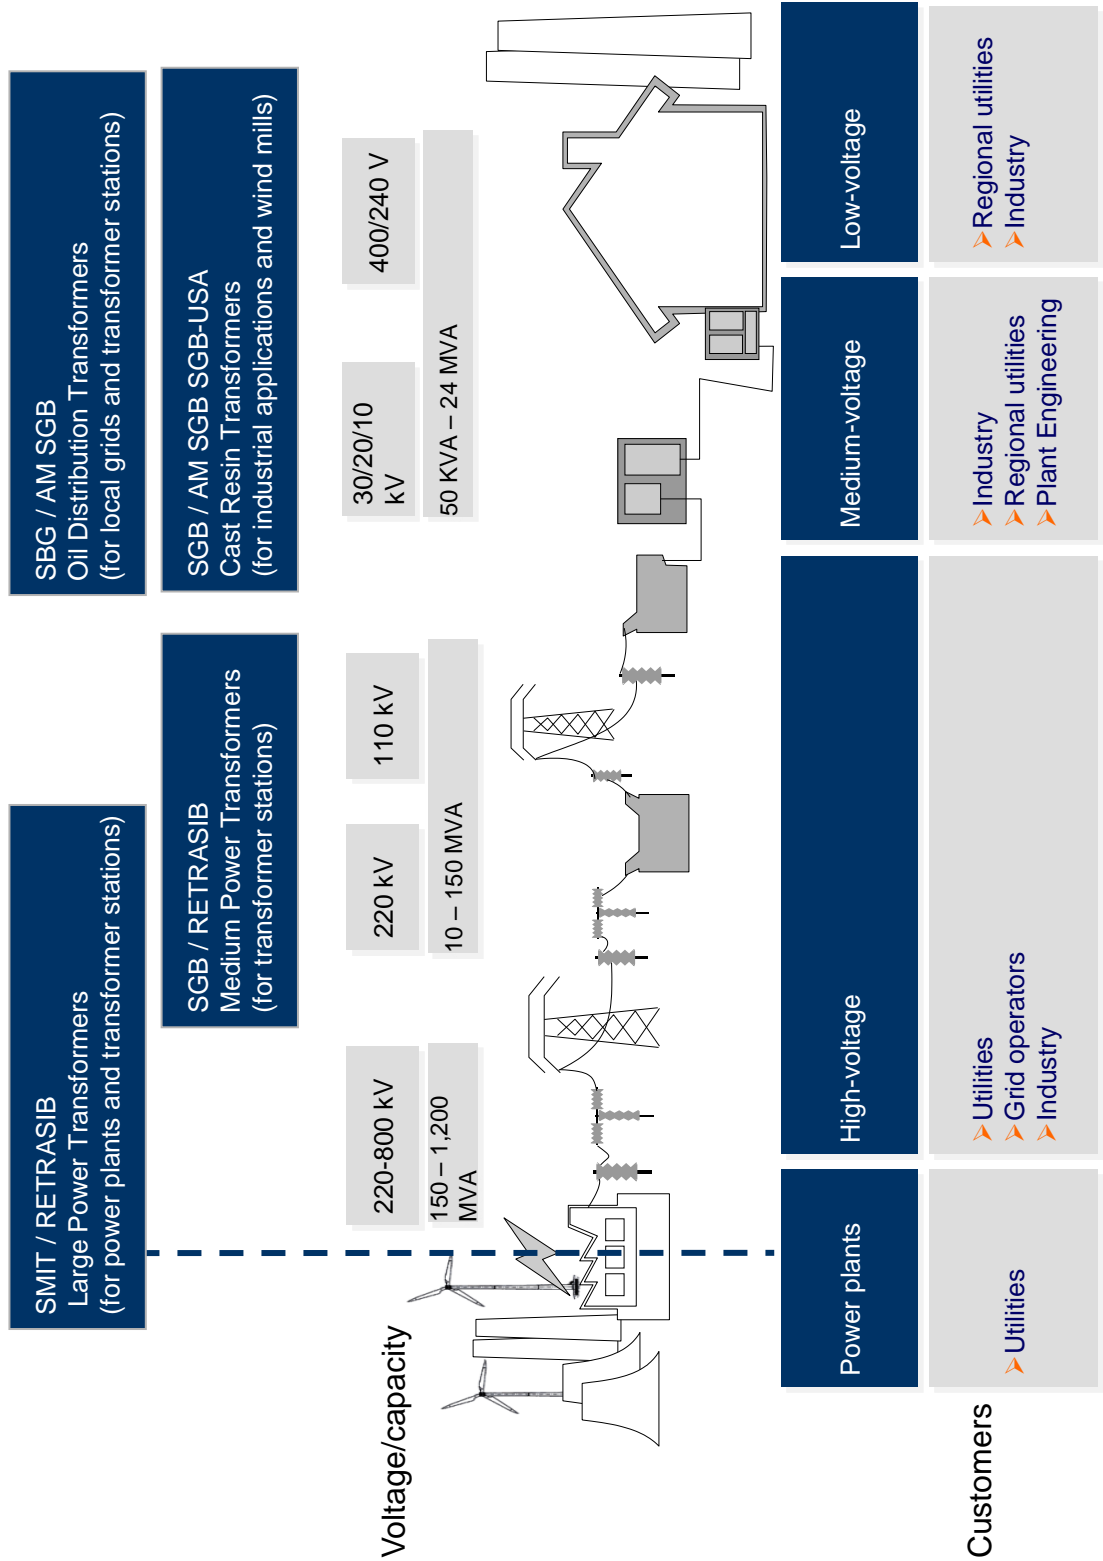 SMIT / RETRASIB
Large Power Transformers
(for power plants and transformer stations)
SBG / AM SGB
Oil Distribution Transformers
(for local grids and transformer stations)
SGB / RETRASIB
Medium Power Transformers
(for transformer stations)
SGB / AM SGB SGB-USA
Cast Resin Transformers
(for industrial applications and wind mills)
Voltage/capacity
220-800 kV
220 kV
110 kV
30/20/10
kV
400/240 V
150 – 1,200
MVA
10 – 150 MVA
50 KVA – 24 MVA
Power plants
High-voltage
Medium-voltage
Low-voltage
Customers
Utilities
Utilities
Grid operators
Industry
Industry
Regional utilities
Plant Engineering
Regional utilities
Industry